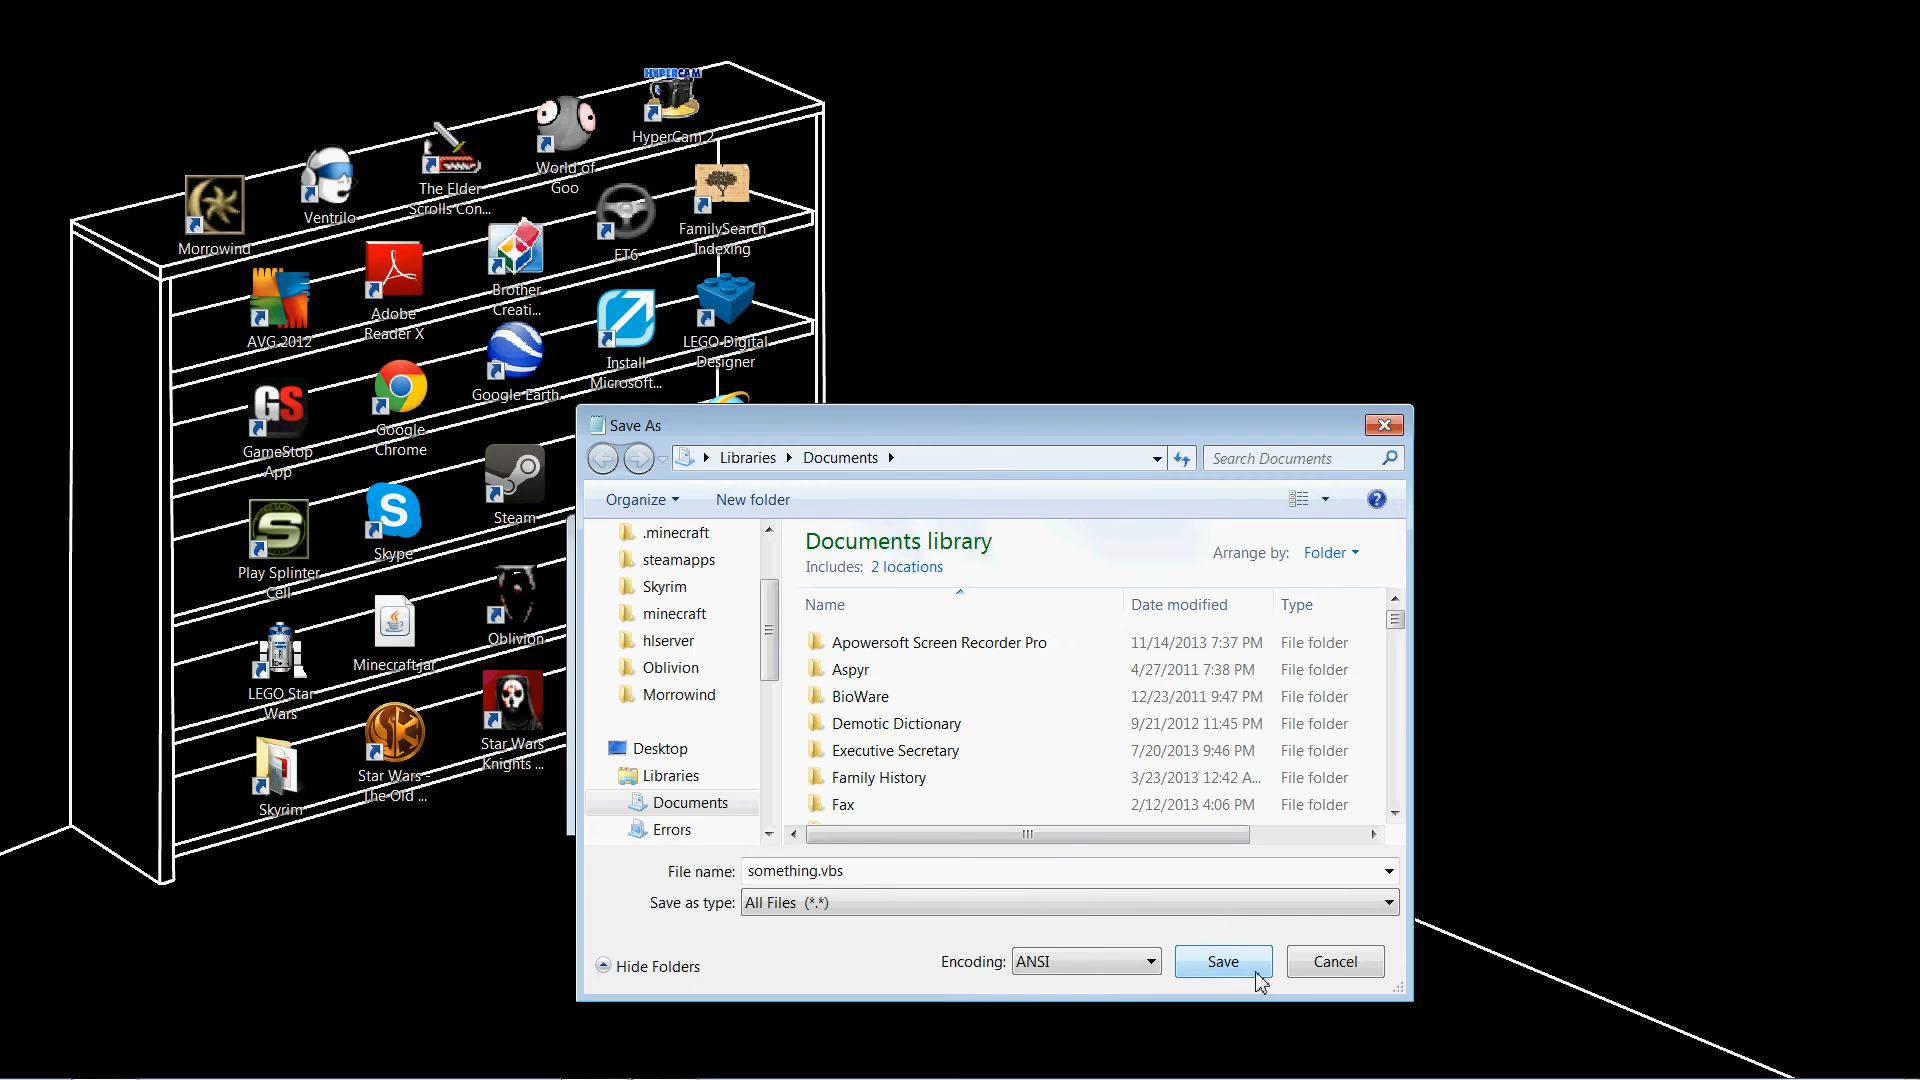 HYPERCAM
HyperCam 2
World of
Goo
The Elder
Scrolls Con...
Ventrilo
Morrowind
FamilySearch
Indexing
ET6
Brother
Creati...
Adobe
Reader X
AVG 2012
LEGO Digital
Designer
Install
Microsoft...
Google Earth
Google
Chrome
GS
GameStop
App
Steam
S
Skype
S
Play Splinter
Cell
Oblivion
Minecraft.jar
LEGO Star
Wars
Star Wars
Knights ...
Star Wars -
The Old ...
Skyrim
Save As
Libraries
Documents
Search Documents
Organize
New folder
?
.minecraft
steamapps
Skyrim
minecraft
hlserver
Oblivion
Morrowind
Desktop
Libraries
Documents
Errors
Documents library
Includes: 2 locations
Arrange by: Folder
Name Date modified Type
Apowersoft Screen Recorder Pro 11/14/2013 7:37 PM File folder
Aspyr 4/27/2011 7:38 PM File folder
BioWare 12/23/2011 9:47 PM File folder
Demotic Dictionary 9/21/2012 11:45 PM File folder
Executive Secretary 7/20/2013 9:46 PM File folder
Family History 3/23/2013 12:42 A... File folder
Fax 2/12/2013 4:06 PM File folder
File name: something.vbs
Save as type: All Files (*.*)
Hide Folders
Encoding: ANSI
Save
Cancel